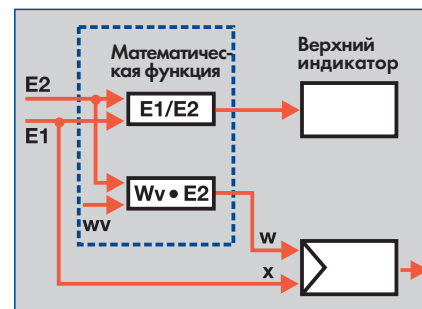 Математичес-
кая функция
Верхний
индикатор
E2
E1/E2
E1
Wv • E2
wv
w
x